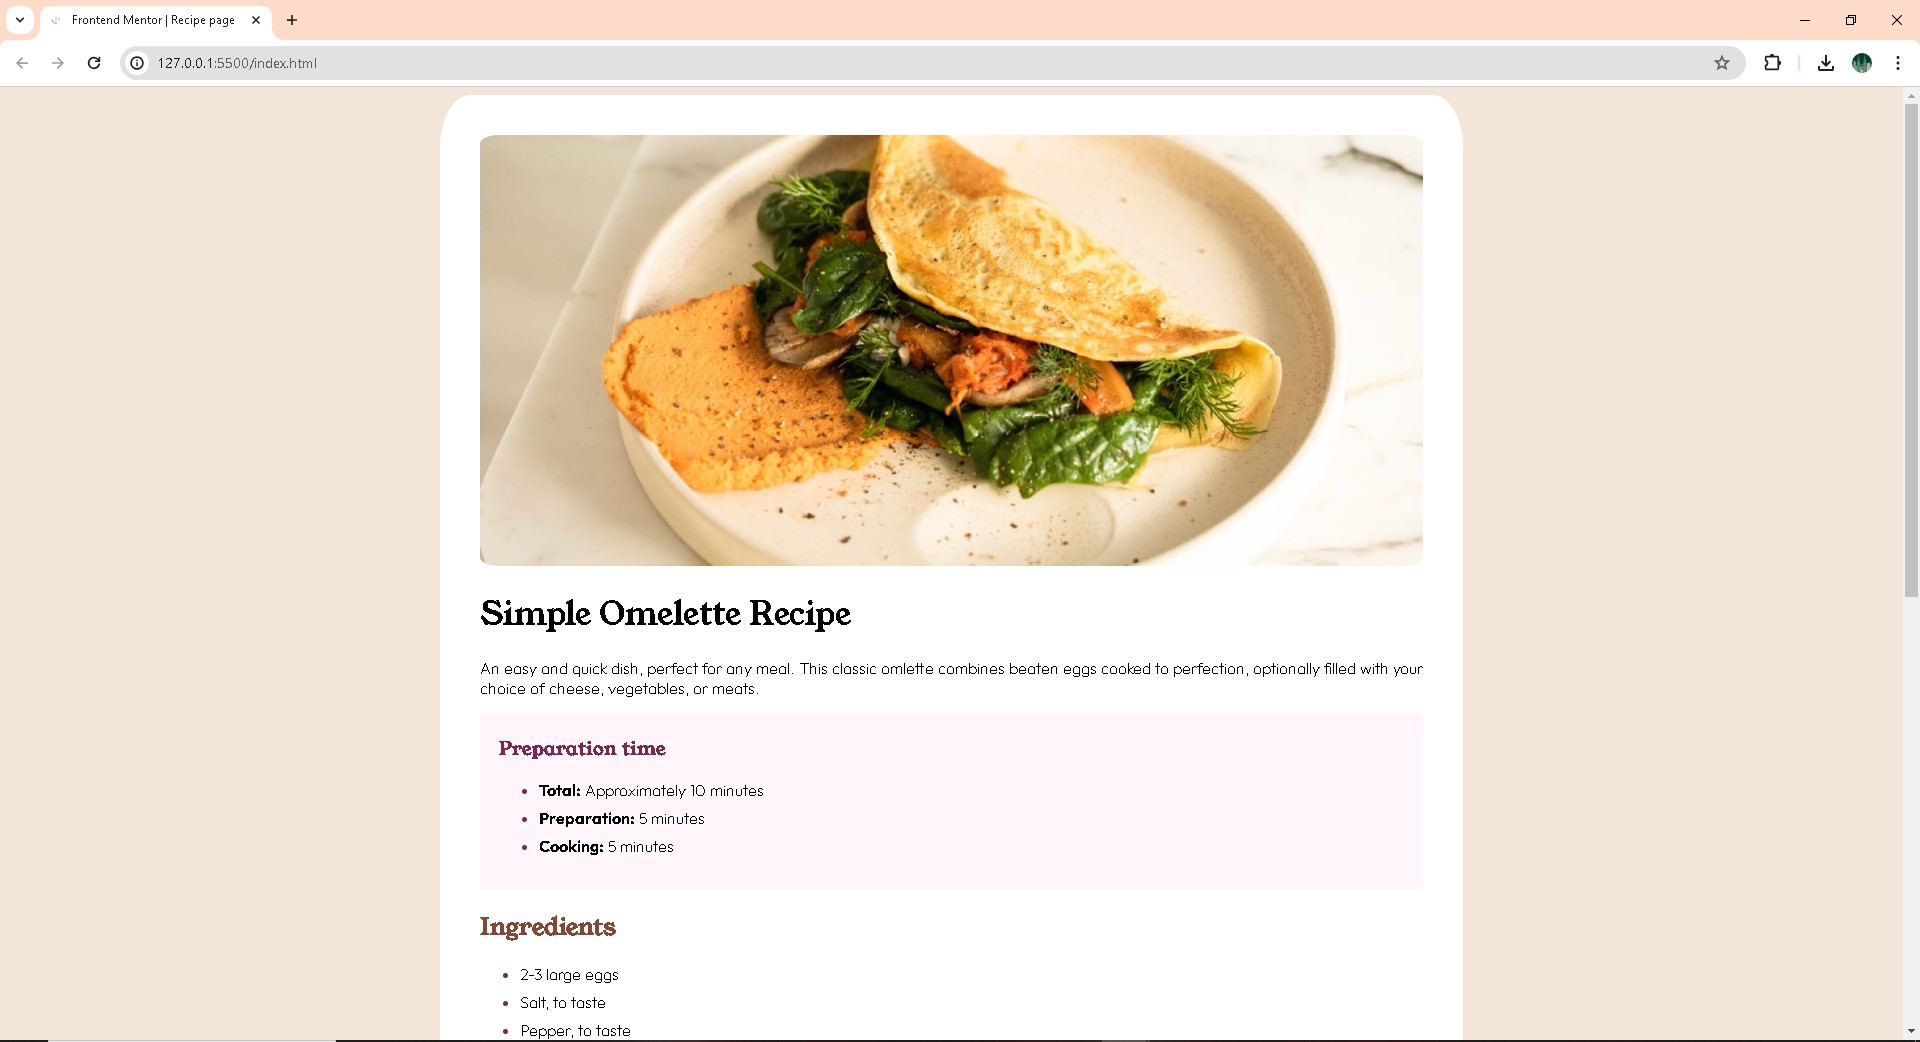 Frontend Mentor | Recipe page
127.0.0.1:5500/index.html
Simple Omelette Recipe
An easy and quick dish, perfect for any meal. This classic omlette combines beaten eggs cooked to perfection, optionally filled with your
choice of cheese, vegetables, or meats.
Preparation time
Total: Approximately 10 minutes
Preparation: 5 minutes
Cooking: 5 minutes
Ingredients
2-3 large eggs
Salt, to taste
Pepper, to taste